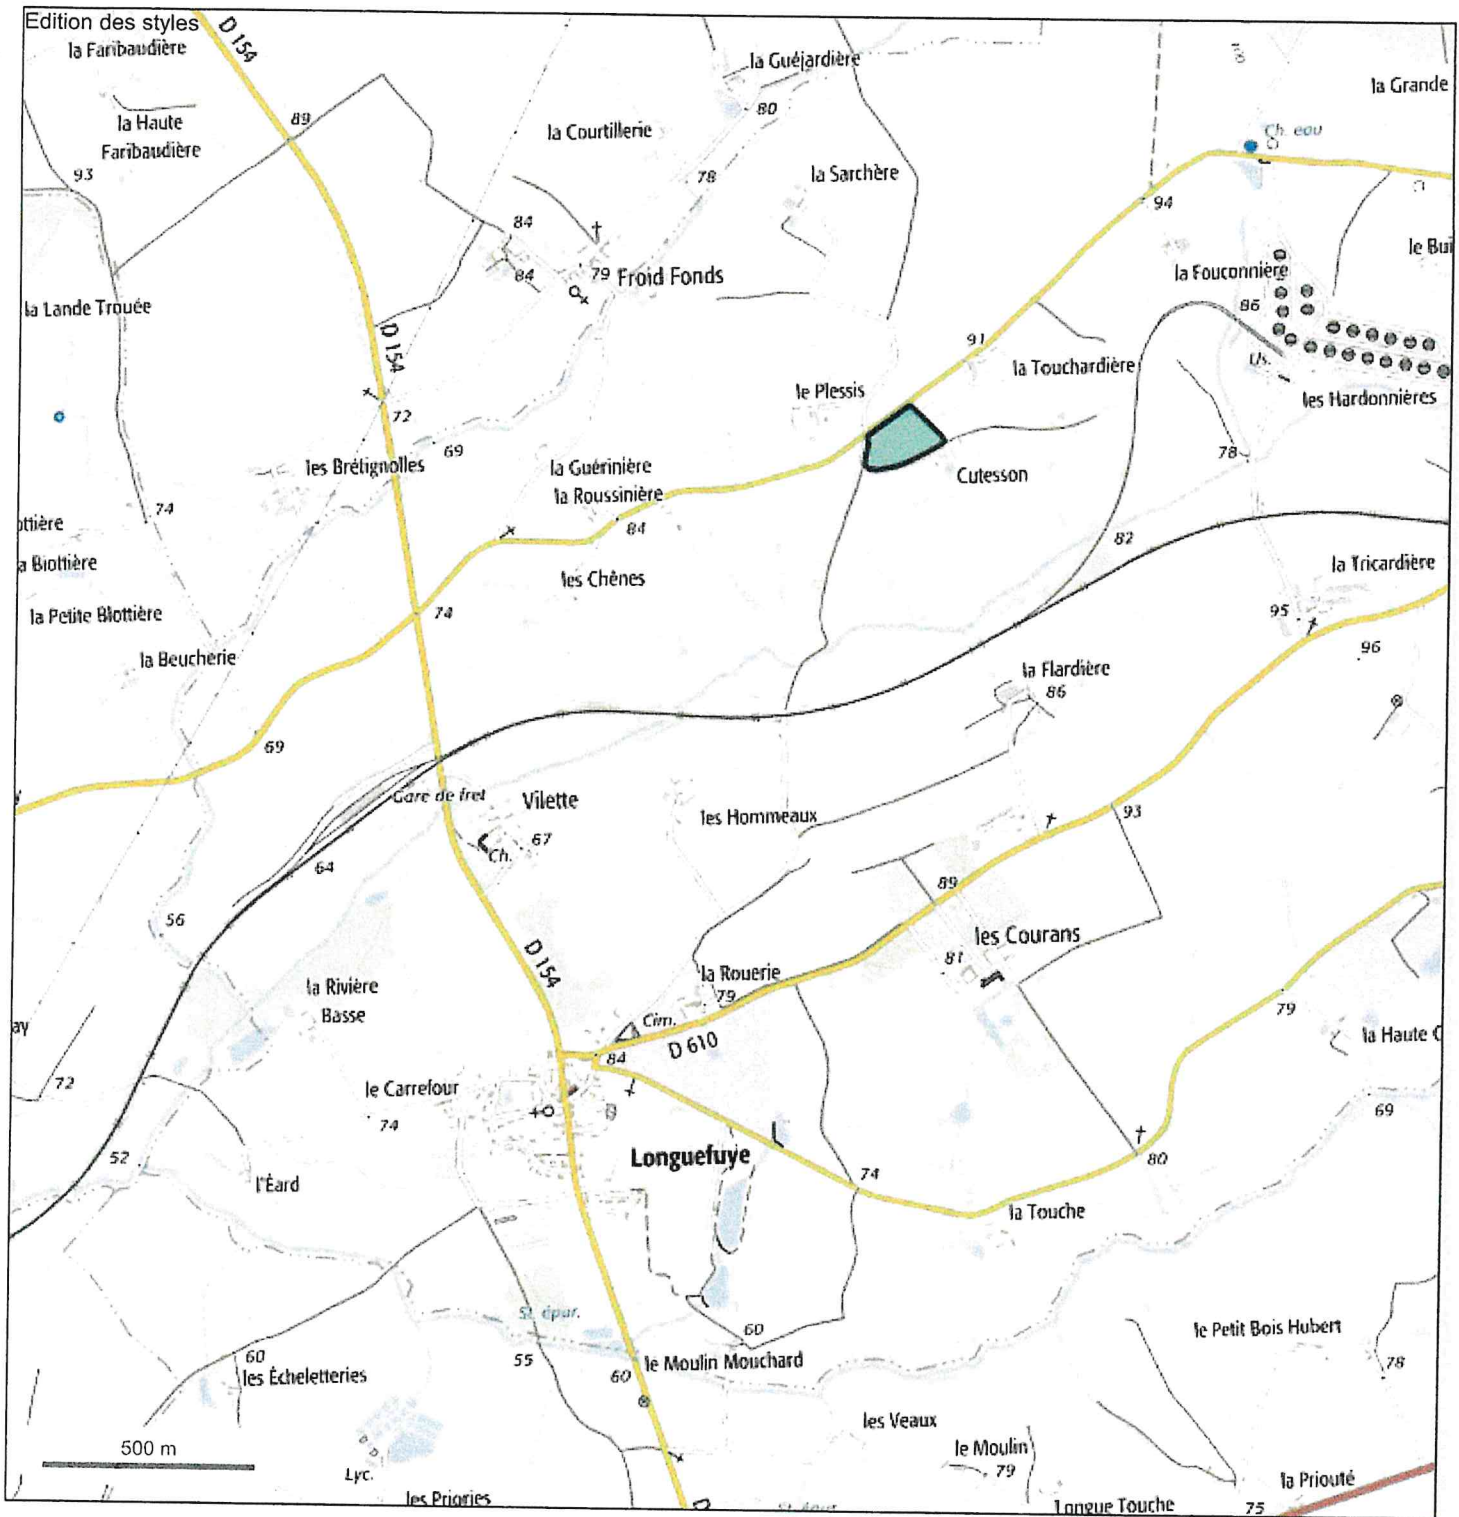 Edition des styles
la Faribaudière
D 154
la Guéjardière
la Grande
la Haute
Faribaudière
89
80
la Courtillerie
Ch. eau
93
78
la Sarchère
94
84
84
79
Froid Fonds
le Bui
la Fouconnière
86
la Lande Trouée
D 154
91
la Touchardière
Us.
les Hardonnières
le Plessis
72
69
les Brétignolles
la Guérinière
la Roussinière
Cutesson
78
74
84
ottière
a Biottière
82
la Tricardière
les Chênes
la Petite Blottière
74
95
96
la Beucherie
la Flardière
86
69
Gare de fret
Vilette
67
Ch.
les Hommeaux
93
64
89
56
les Courans
81
D 154
la Rouerie
79
la Rivière
Basse
Cim.
D 610
79
ay
84
la Haute C
72
le Carrefour
74
69
52
Longuefuye
80
l'Éard
74
la Touche
St. épur.
60
le Petit Bois Hubert
60
les Écheletteries
55
60
le Moulin Mouchard
78
les Veaux
500 m
le Moulin
79
Lyc.
la Priouté
les Priories
D
Longue Touche
75